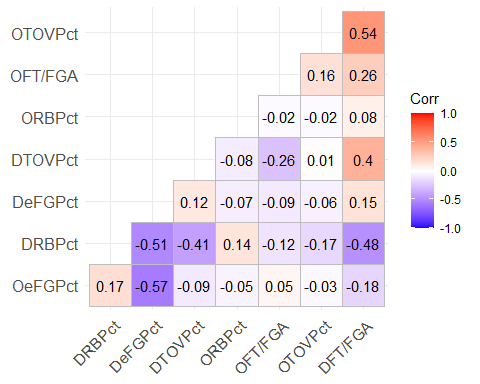 OTOVPct 0.54
OFT/FGA 0.16 0.26
ORBPct -0.02 -0.02 0.08
DTOVPct -0.08 -0.26 0.01 0.4
DeFGPct 0.12 -0.07 -0.09 -0.06 0.15
DRBPct -0.51 -0.41 0.14 -0.12 -0.17 -0.48
OeFGPct 0.17 -0.57 -0.09 -0.05 0.05 -0.03 -0.18
DRBPct DeFGPct DTOVPct ORBPct OFT/FGA OTOVPct DFT/FGA
Corr
1.0
0.5
0.0
-0.5
-1.0